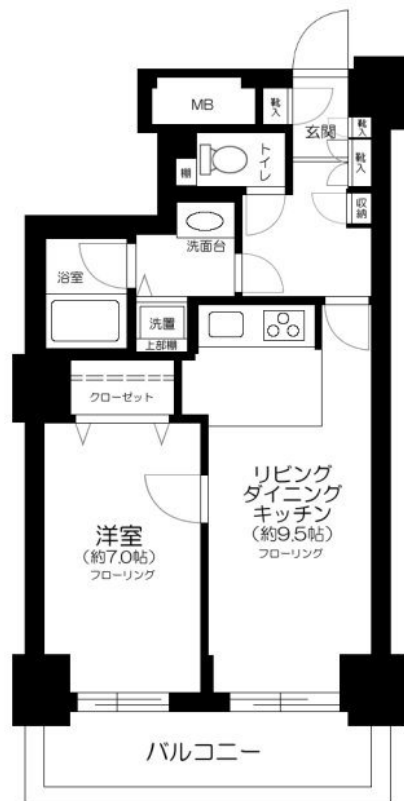 MB
靴入
玄関
靴入
靴入
トイレ
棚
収納
洗面台
浴室
洗置
上部棚
クローゼット
リビング
ダイニング
キッチン
(約9.5帖)
フローリング
洋室
(約7.0帖)
フローリング
バルコニー